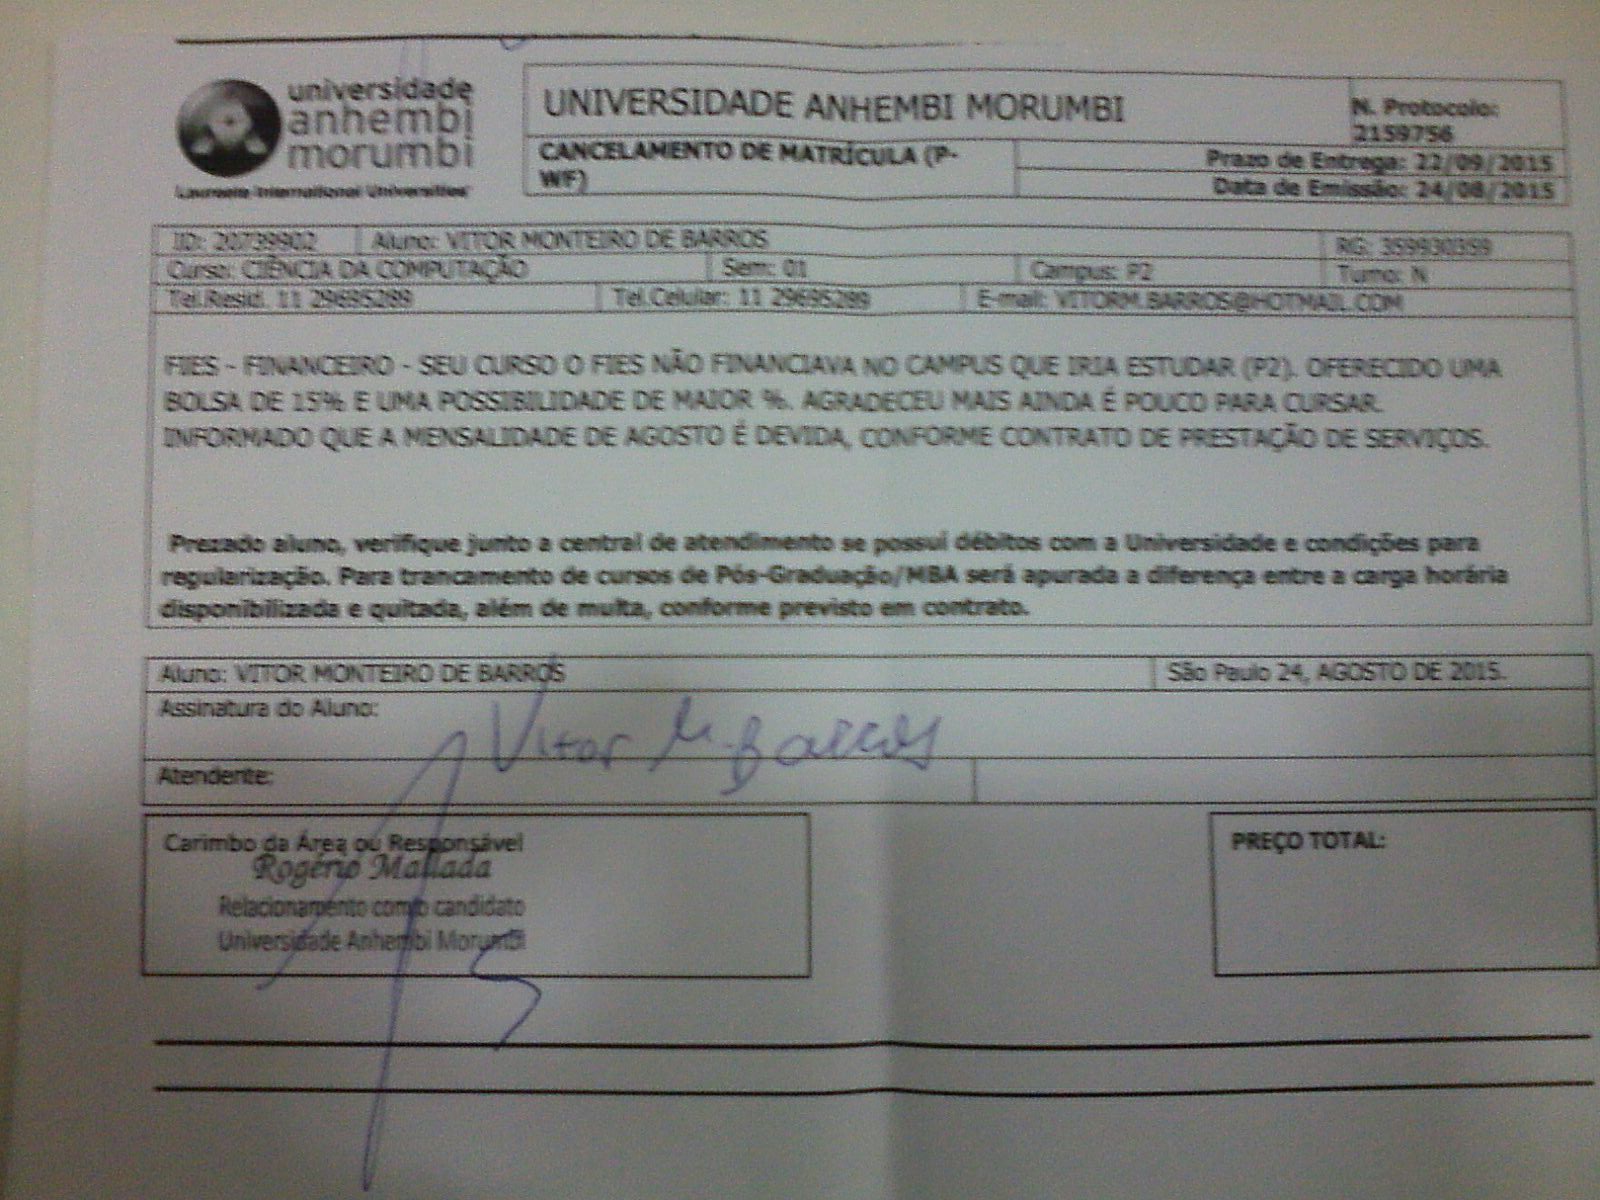 universidade
anhembi
morumbi
Laureate International Universities
UNIVERSIDADE ANHEMBI MORUMBI
N. Protocolo:
2159756
CANCELAMENTO DE MATRÍCULA (P-
WF)
Prazo de Entrega: 22/09/2015
Data de Emissão: 24/08/2015
ID: 20739902 Aluno: VITOR MONTEIRO DE BARROS RG: 359930359
Curso: CIÊNCIA DA COMPUTAÇÃO Sem: 01 Campus: P2 Turno: N
Tel.Resid. 11 29695289 Tel.Celular: 11 29695289 E-mail: VITORM.BARROS@HOTMAIL.COM
FIES - FINANCEIRO - SEU CURSO O FIES NÃO FINANCIAVA NO CAMPUS QUE IRIA ESTUDAR (P2). OFERECIDO UMA
BOLSA DE 15% E UMA POSSIBILIDADE DE MAIOR %. AGRADECEU MAIS AINDA É POUCO PARA CURSAR.
INFORMADO QUE A MENSALIDADE DE AGOSTO É DEVIDA, CONFORME CONTRATO DE PRESTAÇÃO DE SERVIÇOS.
Prezado aluno, verifique junto a central de atendimento se possui débitos com a Universidade e condições para
regularização. Para trancamento de cursos de Pós-Graduação/MBA será apurada a diferença entre a carga horária
disponibilizada e quitada, além de multa, conforme previsto em contrato.
Aluno: VITOR MONTEIRO DE BARROS São Paulo 24, AGOSTO DE 2015.
Assinatura do Aluno:
Vitor M. Barros
Atendente:
Carimbo da Área ou Responsável
Rogério Mallada
Relacionamento com o candidato
Universidade Anhembi Morumbi
PREÇO TOTAL: